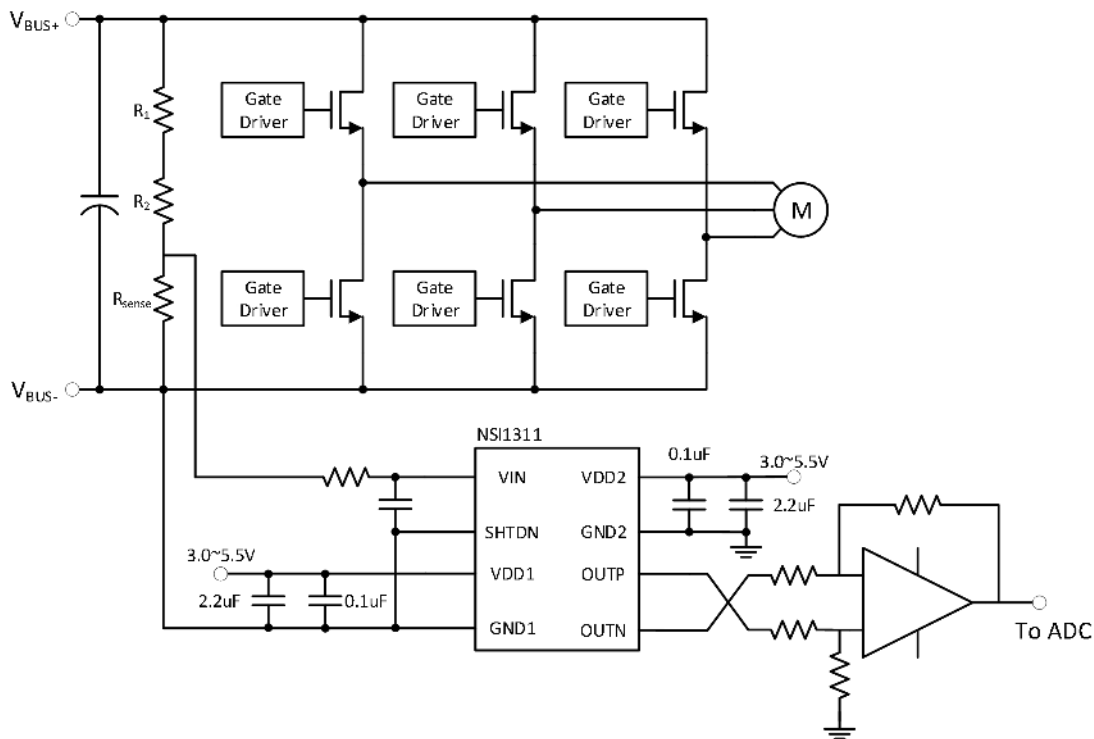 VBUS+
R1
R2
Rsense
VBUS-
Gate
Driver
Gate
Driver
Gate
Driver
M
Gate
Driver
Gate
Driver
Gate
Driver
NSI1311
VIN
SHTDN
VDD1
GND1
VDD2
GND2
OUTP
OUTN
0.1uF
3.0~5.5V
2.2uF
3.0~5.5V
2.2uF
0.1uF
To ADC